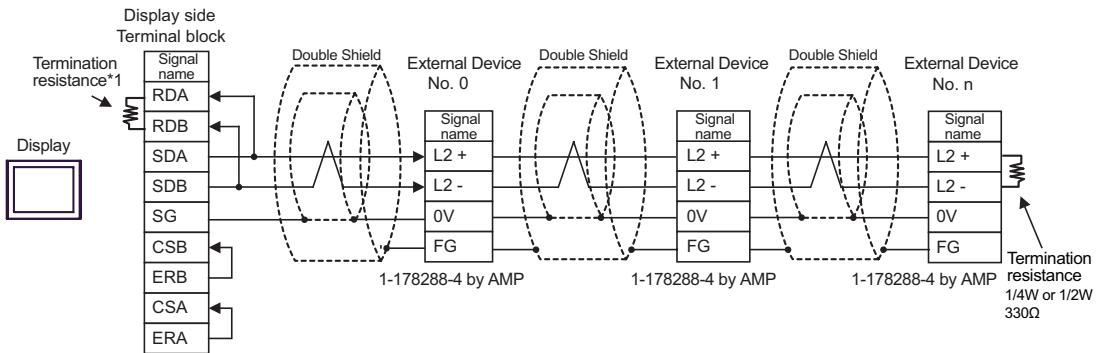 Display side
Terminal block
Termination
resistance*1
Display
Signal
name
RDA
RDB
SDA
SDB
SG
CSB
ERB
CSA
ERA
Double Shield
External Device
No. 0
Signal
name
L2 +
L2 -
0V
FG
1-178288-4 by AMP
Double Shield
External Device
No. 1
Signal
name
L2 +
L2 -
0V
FG
1-178288-4 by AMP
Double Shield
External Device
No. n
Signal
name
L2 +
L2 -
0V
FG
1-178288-4 by AMP
Termination
resistance
1/4W or 1/2W
330Ω